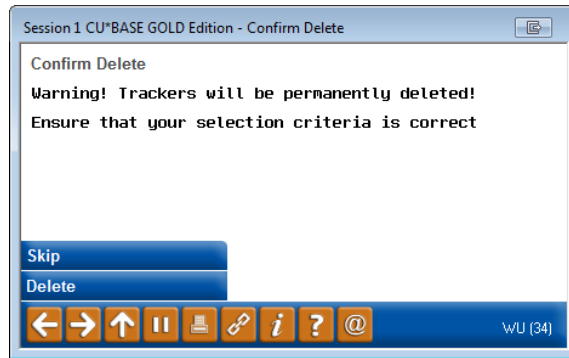 Session 1 CU*BASE GOLD Edition - Confirm Delete
Confirm Delete
Warning! Trackers will be permanently deleted!
Ensure that your selection criteria is correct
Skip
Delete
i ? @
WU (34)